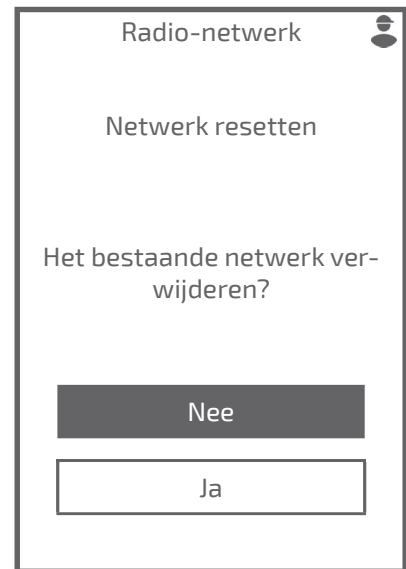 Radio-netwerk
Netwerk resetten
Het bestaande netwerk ver-
wijderen?
Nee
Ja